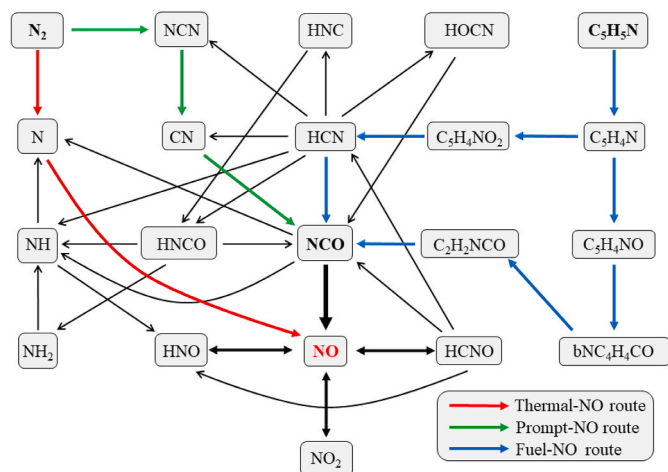 N₂
NCN
HNC
HOCN
C₅H₅N
N
CN
HCN
C₅H₄NO₂
C₅H₄N
NH
HNCO
NCO
C₂H₂NCO
C₅H₄NO
NH₂
HNO
NO
HCNO
bNC₄H₄CO
NO₂
Thermal-NO route
Prompt-NO route
Fuel-NO route